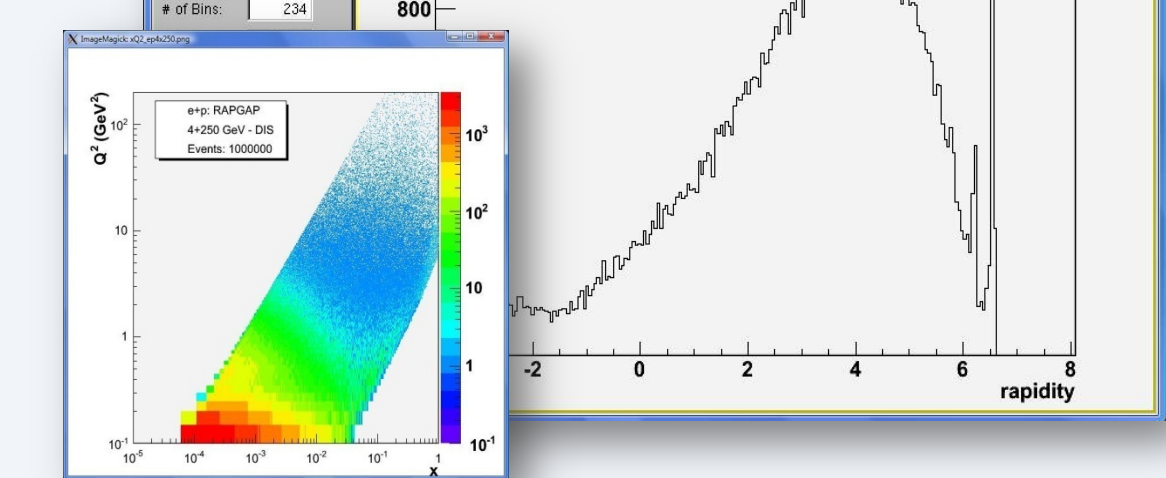 # of Bins: 234
800
-2 0 2 4 6 8
rapidity
ImageMagick: xQ2_ep4x250.png
Q² (GeV²)
e+p: RAPGAP
4+250 GeV - DIS
Events: 1000000
10²
10
1
10⁻¹
10⁻⁵ 10⁻⁴ 10⁻³ 10⁻² 10⁻¹ 1
x
10³
10²
10
1
10⁻¹